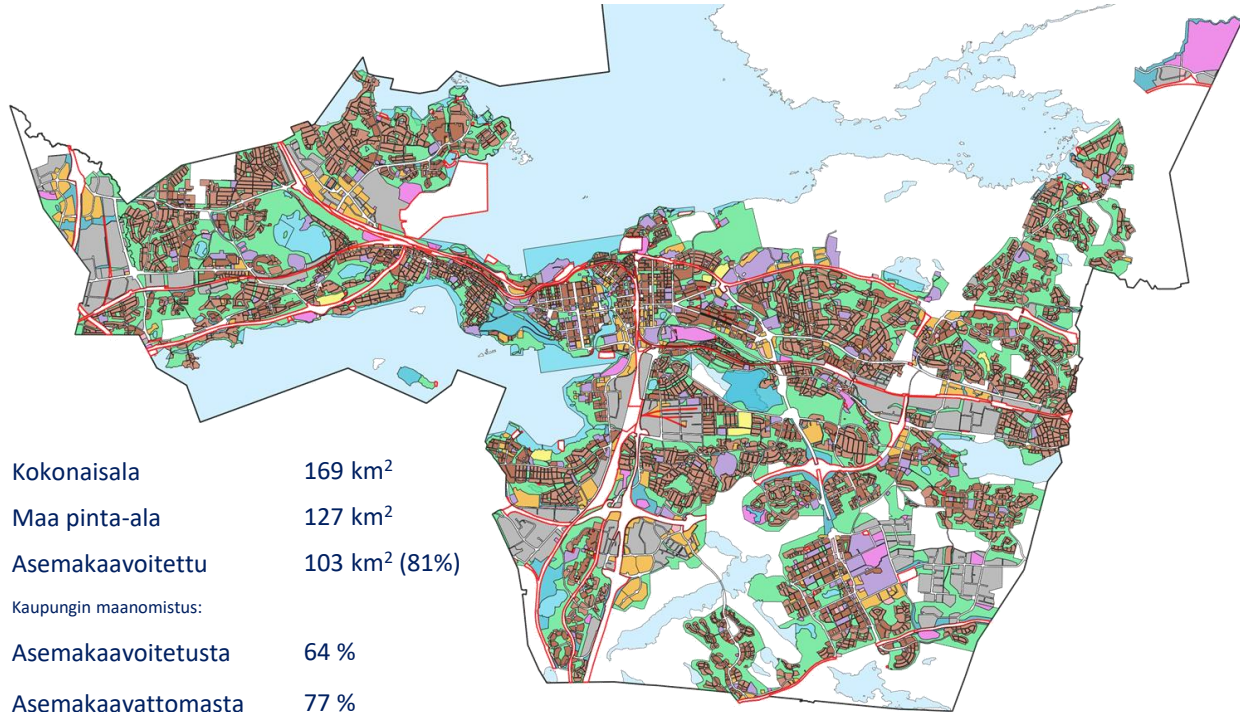 Kokonaisala 169 km²
Maa pinta-ala 127 km²
Asemakaavoitettu 103 km² (81%)
Kaupungin maanomistus:
Asemakaavoitetusta 64 %
Asemakaavattomasta 77 %